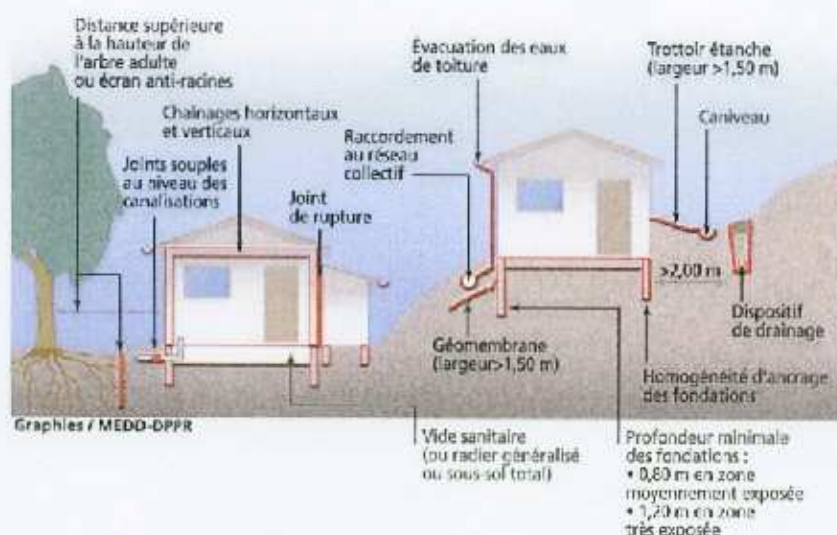 Distance supérieure
à la hauteur de
l'arbre adulte
ou écran anti-racines
Chaînages horizontaux
et verticaux
Joints souples
au niveau des
canalisations
Joint
de rupture
Évacuation des eaux
de toiture
Raccordement
au réseau
collectif
Trottoir étanche
(largeur >1,50 m)
Caniveau
>2,00 m
Dispositif
de drainage
Géomembrane
(largeur>1,50 m)
Homogénéité d'ancrage
des fondations
Graphies / MEDD-DPPR
Vide sanitaire
(ou radier généralisé
ou sous-sol total)
Profondeur minimale
des fondations :
• 0,80 m en zone
moyennement exposée
• 1,20 m en zone
très exposée